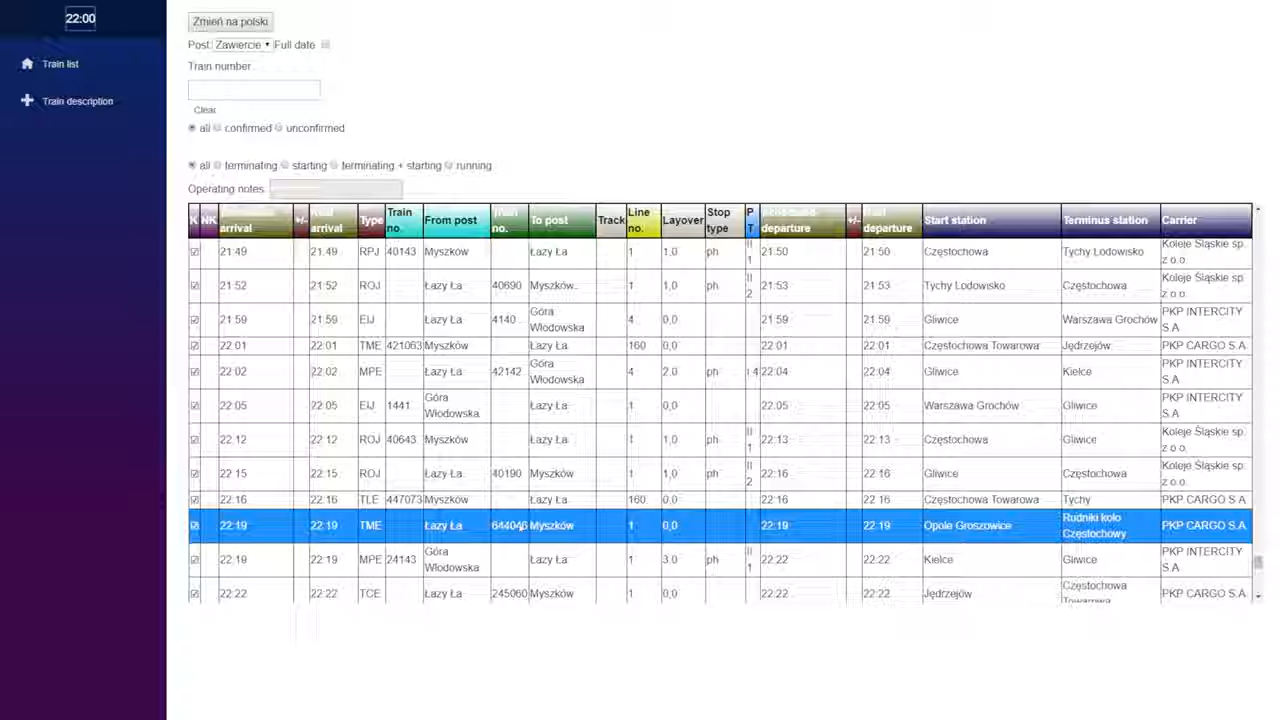 22:00
Train list
Train description
Zmień na polski
Post: Zawiercie Full date
Train number
Clear
all confirmed unconfirmed
all terminating starting terminating + starting running
Operating notes
K NK arrival +/- arrival Type Train no. From post no. To post Track Line no. Layover Stop type P T departure +/- departure Start station Terminus station Carrier
21:49 21:49 RPJ 40143 Myszków Łazy Ła 1 1,0 ph II 1 21:50 21:50 Częstochowa Tychy Lodowisko Koleje Śląskie sp. z o.o.
21:52 21:52 ROJ Łazy Ła 40690 Myszków 1 1,0 ph II 2 21:53 21:53 Tychy Lodowisko Częstochowa Koleje Śląskie sp. z o.o.
21:59 21:59 EIJ Łazy Ła 4140 Góra Włodowska 4 0,0 21:59 21:59 Gliwice Warszawa Grochów PKP INTERCITY S.A.
22:01 22:01 TME 421063 Myszków Łazy Ła 160 0,0 22:01 22:01 Częstochowa Towarowa Jędrzejów PKP CARGO S.A.
22:02 22:02 MPE Łazy Ła 42142 Góra Włodowska 4 2,0 ph I 4 22:04 22:04 Gliwice Kielce PKP INTERCITY S.A.
22:05 22:05 EIJ 1441 Góra Włodowska Łazy Ła 1 0,0 22:05 22:05 Warszawa Grochów Gliwice PKP INTERCITY S.A.
22:12 22:12 ROJ 40643 Myszków Łazy Ła 1 1,0 ph II 1 22:13 22:13 Częstochowa Gliwice Koleje Śląskie sp. z o.o.
22:15 22:15 ROJ Łazy Ła 40190 Myszków 1 1,0 ph II 2 22:16 22:16 Gliwice Częstochowa Koleje Śląskie sp. z o.o.
22:16 22:16 TLE 447073 Myszków Łazy Ła 160 0,0 22:16 22:16 Częstochowa Towarowa Tychy PKP CARGO S.A.
22:19 22:19 TME Łazy Ła 644046 Myszków 1 0,0 22:19 22:19 Opole Groszowice Rudniki koło Częstochowy PKP CARGO S.A.
22:19 22:19 MPE 24143 Góra Włodowska Łazy Ła 1 3,0 ph II 1 22:22 22:22 Kielce Gliwice PKP INTERCITY S.A.
22:22 22:22 TCE Łazy Ła 245060 Myszków 1 0,0 22:22 22:22 Jędrzejów Częstochowa Towarowa PKP CARGO S.A.